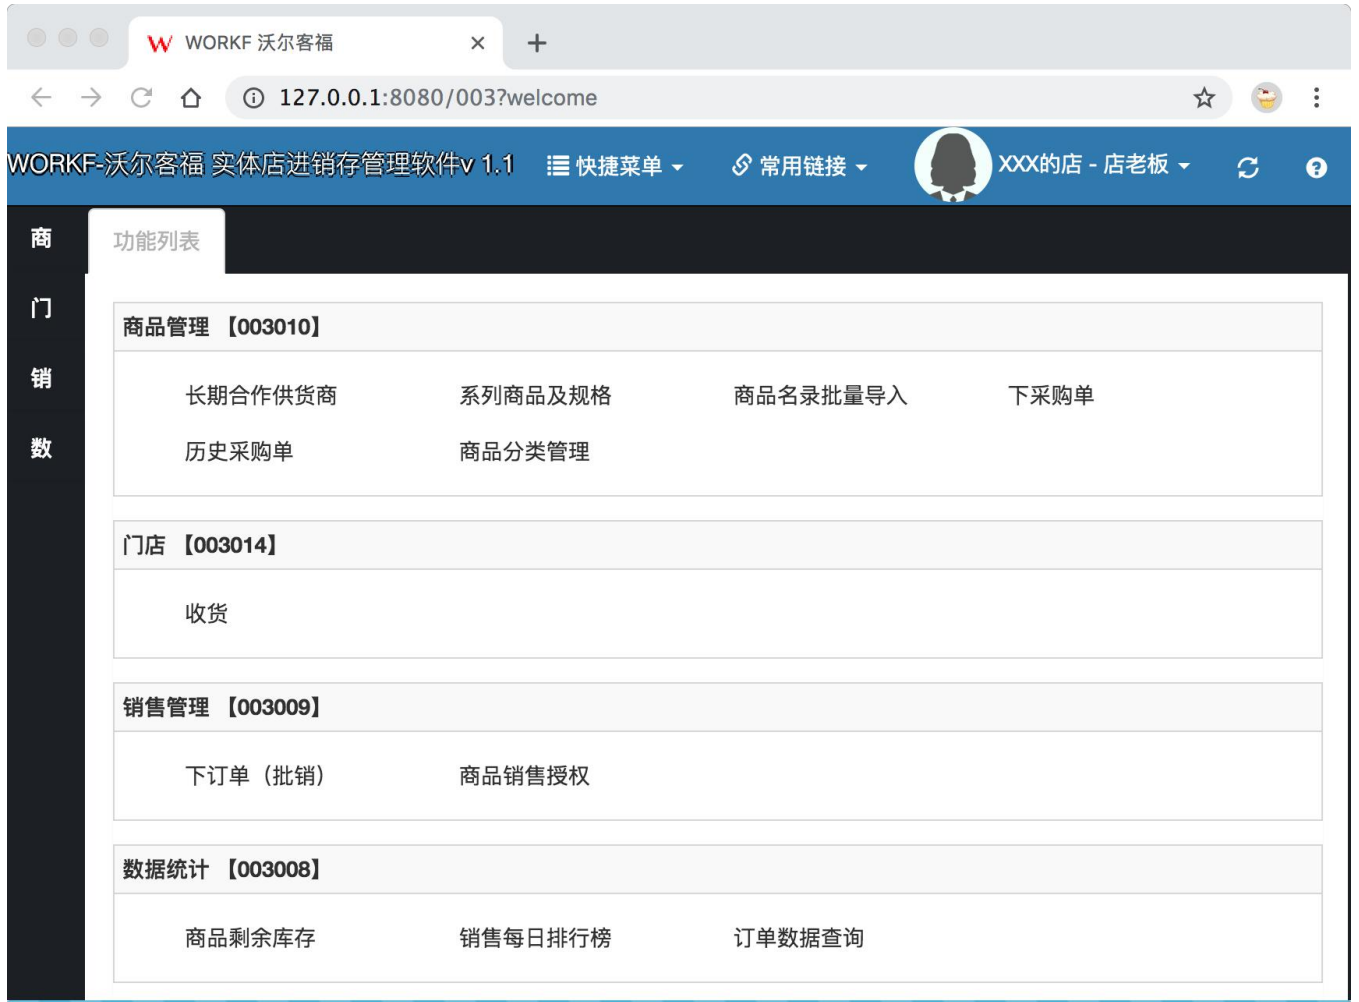 WORKF 沃尔客福
127.0.0.1:8080/003?welcome
WORKF-沃尔客福 实体店进销存管理软件v 1.1 快捷菜单 常用链接 XXX的店 - 店老板
商
功能列表
门
商品管理 【003010】
销
长期合作供货商 系列商品及规格 商品名录批量导入 下采购单
数
历史采购单 商品分类管理
门店 【003014】
收货
销售管理 【003009】
下订单（批销） 商品销售授权
数据统计 【003008】
商品剩余库存 销售每日排行榜 订单数据查询